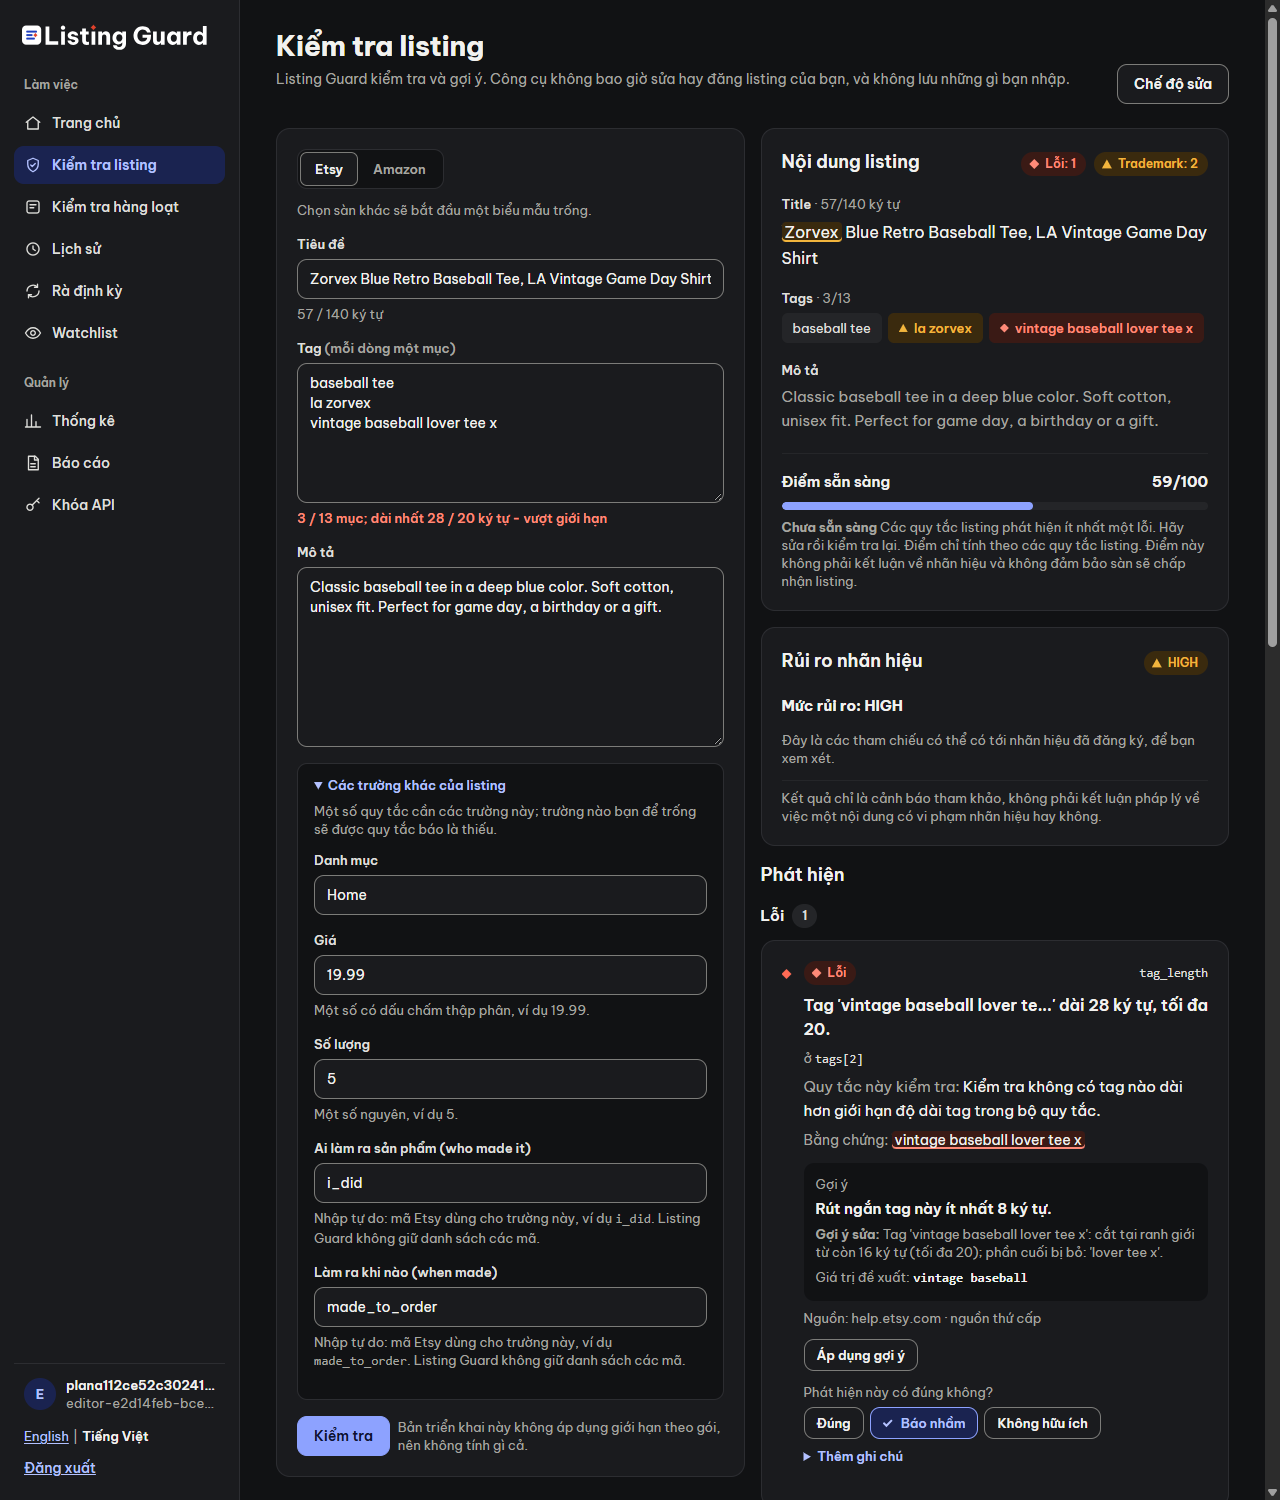 Listing Guard
Làm việc
Trang chủ
Kiểm tra listing
Kiểm tra hàng loạt
Lịch sử
Rà định kỳ
Watchlist
Quản lý
Thống kê
Báo cáo
Khóa API
E
plana112ce52c30241...
editor-e2d14feb-bce...
English | Tiếng Việt
Đăng xuất
Kiểm tra listing
Listing Guard kiểm tra và gợi ý. Công cụ không bao giờ sửa hay đăng listing của bạn, và không lưu những gì bạn nhập.
Chế độ sửa
Etsy
Amazon
Chọn sàn khác sẽ bắt đầu một biểu mẫu trống.
Tiêu đề
Zorvex Blue Retro Baseball Tee, LA Vintage Game Day Shirt
57 / 140 ký tự
Tag (mỗi dòng một mục)
baseball tee
la zorvex
vintage baseball lover tee x
3 / 13 mục; dài nhất 28 / 20 ký tự - vượt giới hạn
Mô tả
Classic baseball tee in a deep blue color. Soft cotton,
unisex fit. Perfect for game day, a birthday or a gift.
▼ Các trường khác của listing
Một số quy tắc cần các trường này; trường nào bạn để trống
sẽ được quy tắc báo là thiếu.
Danh mục
Home
Giá
19.99
Một số có dấu chấm thập phân, ví dụ 19.99.
Số lượng
5
Một số nguyên, ví dụ 5.
Ai làm ra sản phẩm (who made it)
i_did
Nhập tự do: mã Etsy dùng cho trường này, ví dụ i_did. Listing
Guard không giữ danh sách các mã.
Làm ra khi nào (when made)
made_to_order
Nhập tự do: mã Etsy dùng cho trường này, ví dụ
made_to_order. Listing Guard không giữ danh sách các mã.
Kiểm tra
Bản triển khai này không áp dụng giới hạn theo gói,
nên không tính gì cả.
Nội dung listing
◆ Lỗi: 1
▲ Trademark: 2
Title · 57/140 ký tự
Zorvex Blue Retro Baseball Tee, LA Vintage Game Day
Shirt
Tags · 3/13
baseball tee
▲ la zorvex
◆ vintage baseball lover tee x
Mô tả
Classic baseball tee in a deep blue color. Soft cotton,
unisex fit. Perfect for game day, a birthday or a gift.
Điểm sẵn sàng
59/100
Chưa sẵn sàng Các quy tắc listing phát hiện ít nhất một lỗi. Hãy
sửa rồi kiểm tra lại. Điểm chỉ tính theo các quy tắc listing. Điểm này
không phải kết luận về nhãn hiệu và không đảm bảo sàn sẽ chấp
nhận listing.
Rủi ro nhãn hiệu
▲ HIGH
Mức rủi ro: HIGH
Đây là các tham chiếu có thể có tới nhãn hiệu đã đăng ký, để bạn
xem xét.
Kết quả chỉ là cảnh báo tham khảo, không phải kết luận pháp lý về
việc một nội dung có vi phạm nhãn hiệu hay không.
Phát hiện
Lỗi 1
◆ ◆ Lỗi
tag_length
Tag 'vintage baseball lover te...' dài 28 ký tự, tối đa
20.
ở tags[2]
Quy tắc này kiểm tra: Kiểm tra không có tag nào dài
hơn giới hạn độ dài tag trong bộ quy tắc.
Bằng chứng: vintage baseball lover tee x
Gợi ý
Rút ngắn tag này ít nhất 8 ký tự.
Gợi ý sửa: Tag 'vintage baseball lover tee x': cắt tại ranh giới
từ còn 16 ký tự (tối đa 20); phần cuối bị bỏ: 'lover tee x'.
Giá trị đề xuất: vintage baseball
Nguồn: help.etsy.com · nguồn thứ cấp
Áp dụng gợi ý
Phát hiện này có đúng không?
Đúng
✓ Báo nhầm
Không hữu ích
▶ Thêm ghi chú